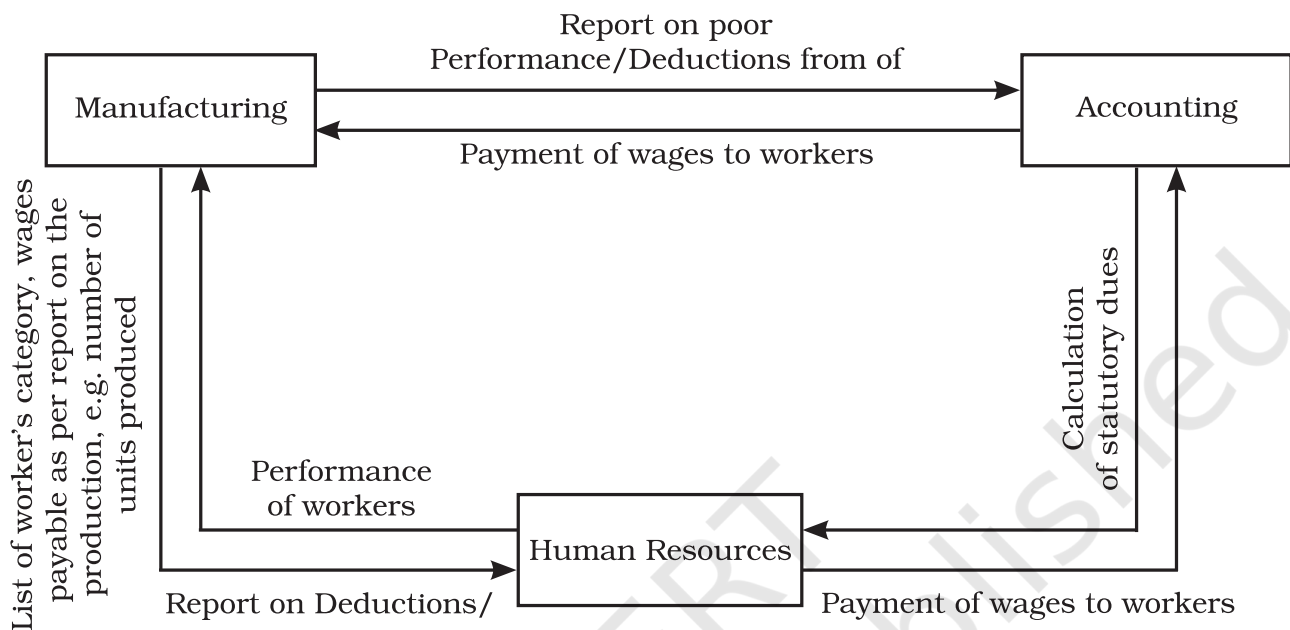 Report on poor
Performance/Deductions from of
Manufacturing
Accounting
Payment of wages to workers
List of worker's category, wages
payable as per report on the
production, e.g. number of
units produced
Calculation
of statutory dues
Performance
of workers
Human Resources
Report on Deductions/
Payment of wages to workers